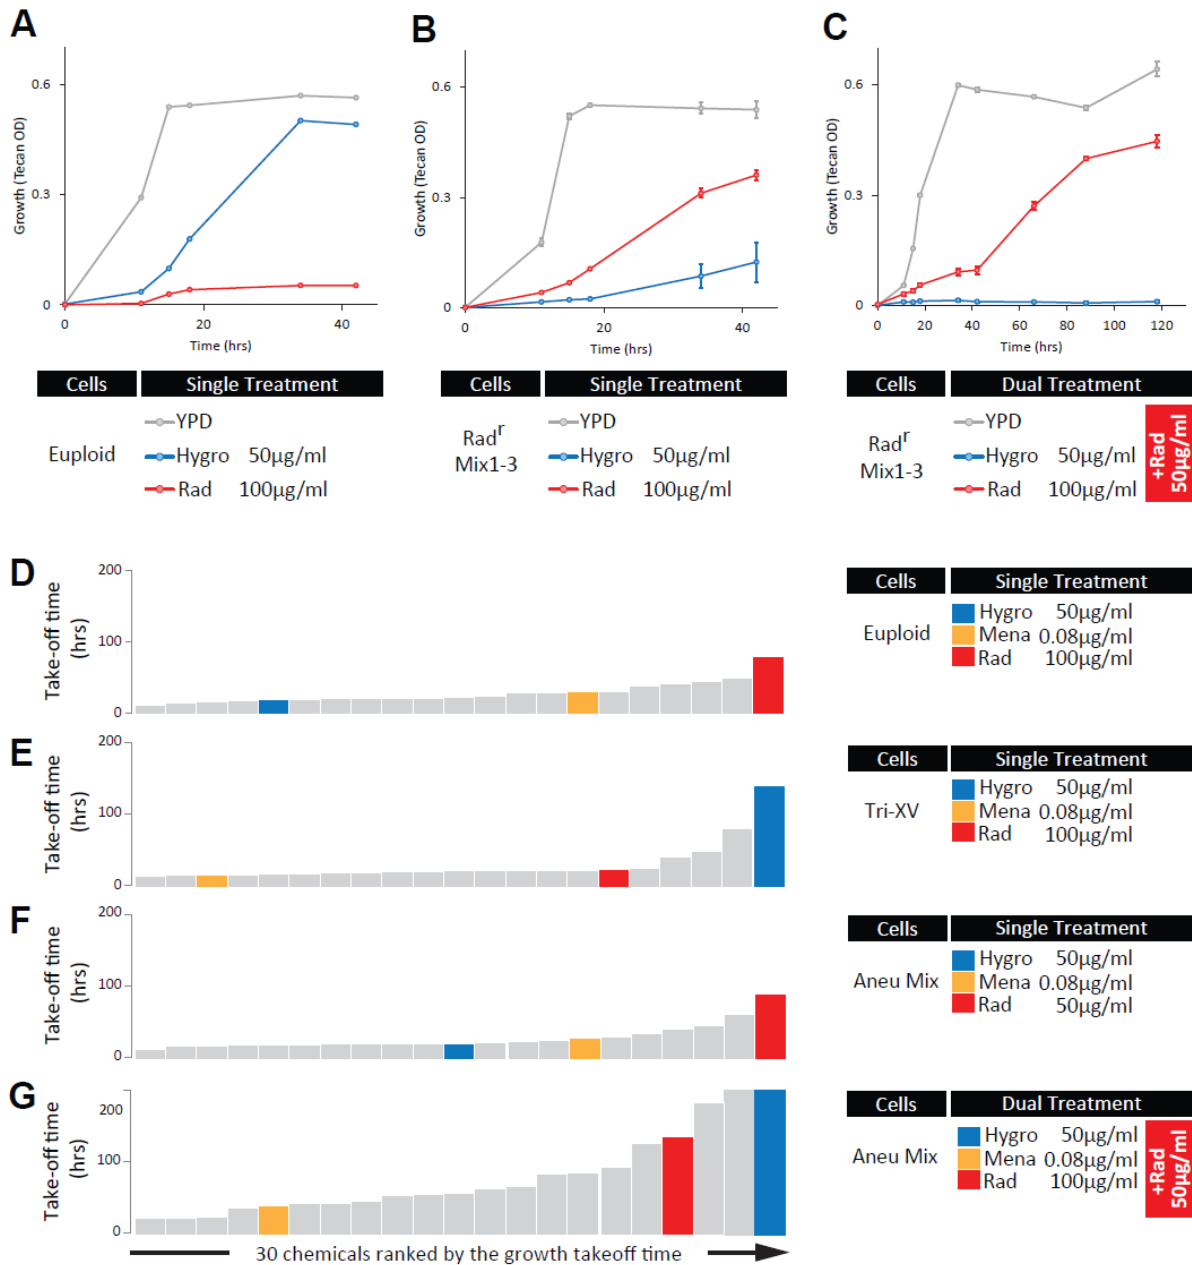 A
B
C
0.6
0.3
0
Growth (Tecan OD)
0 20 40
Time (hrs)
0.6
0.3
0
Growth (Tecan OD)
0 20 40
Time (hrs)
0.6
0.3
0
Growth (Tecan OD)
0 20 40 60 80 100 120
Time (hrs)
Cells Single Treatment
Euploid
YPD
Hygro 50µg/ml
Rad 100µg/ml
Cells Single Treatment
Rad^r
Mix1-3
YPD
Hygro 50µg/ml
Rad 100µg/ml
Cells Dual Treatment
Rad^r
Mix1-3
YPD
Hygro 50µg/ml
Rad 100µg/ml
+Rad
50µg/ml
D
Take-off time
(hrs)
200
100
0
Cells Single Treatment
Euploid
Hygro 50µg/ml
Mena 0.08µg/ml
Rad 100µg/ml
E
Take-off time
(hrs)
200
100
0
Cells Single Treatment
Tri-XV
Hygro 50µg/ml
Mena 0.08µg/ml
Rad 100µg/ml
F
Take-off time
(hrs)
200
100
0
Cells Single Treatment
Aneu Mix
Hygro 50µg/ml
Mena 0.08µg/ml
Rad 50µg/ml
G
Take-off time
(hrs)
200
100
0
Cells Dual Treatment
Aneu Mix
Hygro 50µg/ml
Mena 0.08µg/ml
Rad 100µg/ml
+Rad
50µg/ml
30 chemicals ranked by the growth takeoff time